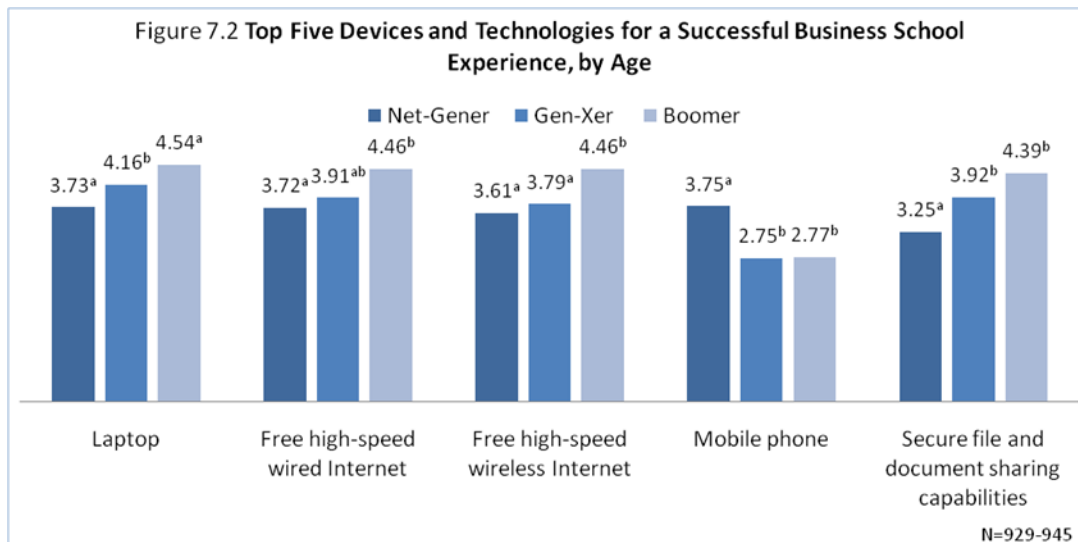 Figure 7.2 Top Five Devices and Technologies for a Successful Business School
Experience, by Age
Net-Gener Gen-Xer Boomer
3.73ᵃ 4.16ᵇ 4.54ᵃ
3.72ᵃ 3.91ᵃᵇ 4.46ᵇ
3.61ᵃ 3.79ᵃ 4.46ᵇ
3.75ᵃ 2.75ᵇ 2.77ᵇ
3.25ᵃ 3.92ᵇ 4.39ᵇ
Laptop
Free high-speed
wired Internet
Free high-speed
wireless Internet
Mobile phone
Secure file and
document sharing
capabilities
N=929-945